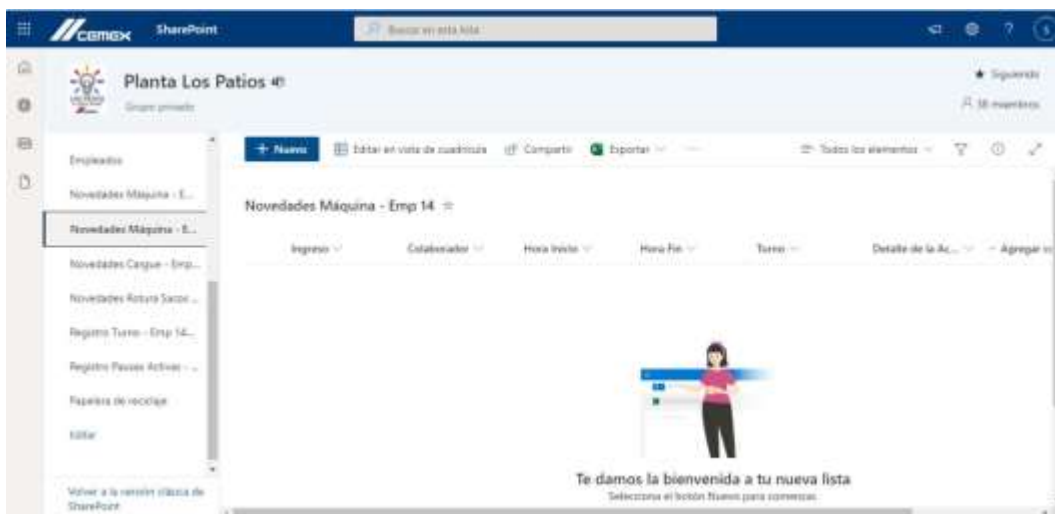 CEMEX SharePoint Buscar en esta lista
Planta Los Patios
Grupo privado
Siguiendo
38 miembros
Empleados
Novedades Máquina - E...
Novedades Máquina - E...
Novedades Cargue - Emp...
Novedades Rotura Sacos ...
Registro Turno - Emp 14...
Registro Pausas Activas - ...
Papelera de reciclaje
Editar
Volver a la versión clásica de
SharePoint
+ Nuevo Editar en vista de cuadrícula Compartir Exportar Todos los elementos
Novedades Máquina - Emp 14
Ingreso Colaborador Hora Inicio Hora Fin Turno Detalle de la Ac... Agregar
Te damos la bienvenida a tu nueva lista
Selecciona el botón Nuevo para comenzar.